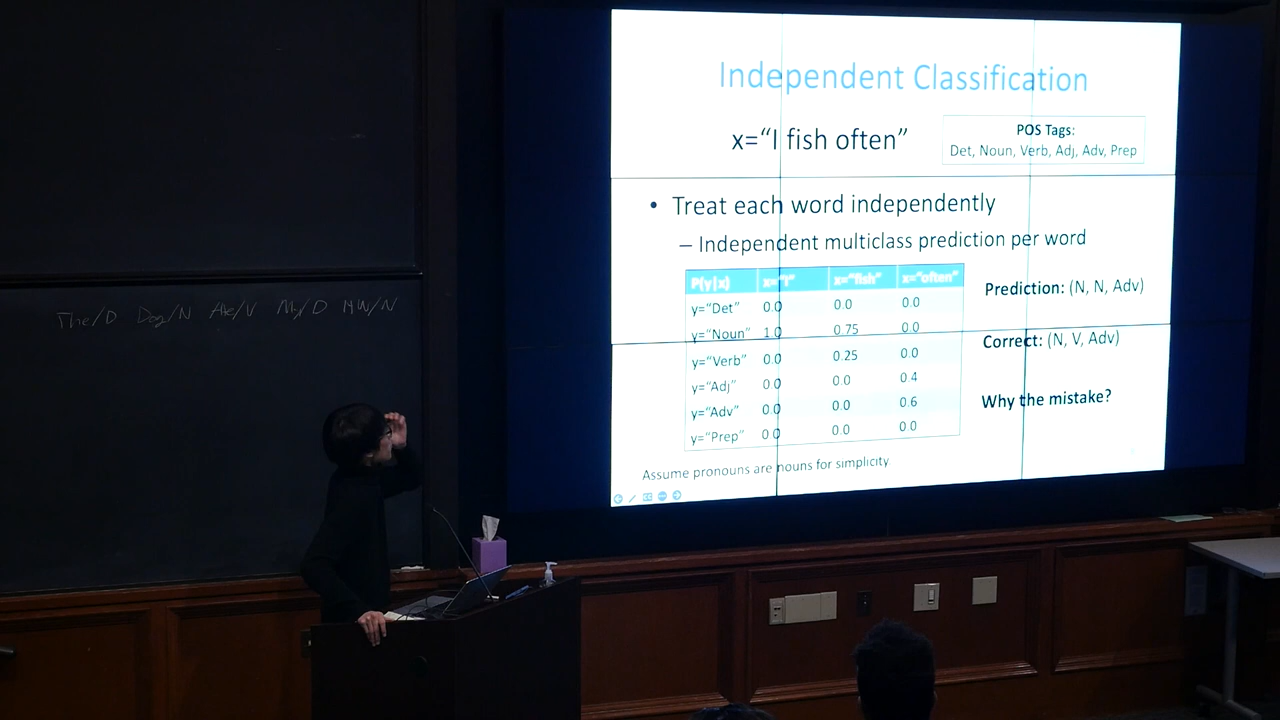 Independent Classification
x="I fish often"
POS Tags:
Det, Noun, Verb, Adj, Adv, Prep
• Treat each word independently
– Independent multiclass prediction per word
P(y|x) x="I" x="fish" x="often"
y="Det" 0.0 0.0 0.0
y="Noun" 1.0 0.75 0.0
y="Verb" 0.0 0.25 0.0
y="Adj" 0.0 0.0 0.4
y="Adv" 0.0 0.0 0.6
y="Prep" 0.0 0.0 0.0
Prediction: (N, N, Adv)
Correct: (N, V, Adv)
Why the mistake?
Assume pronouns are nouns for simplicity
The/D Dog/N Ate/V My/D HW/N